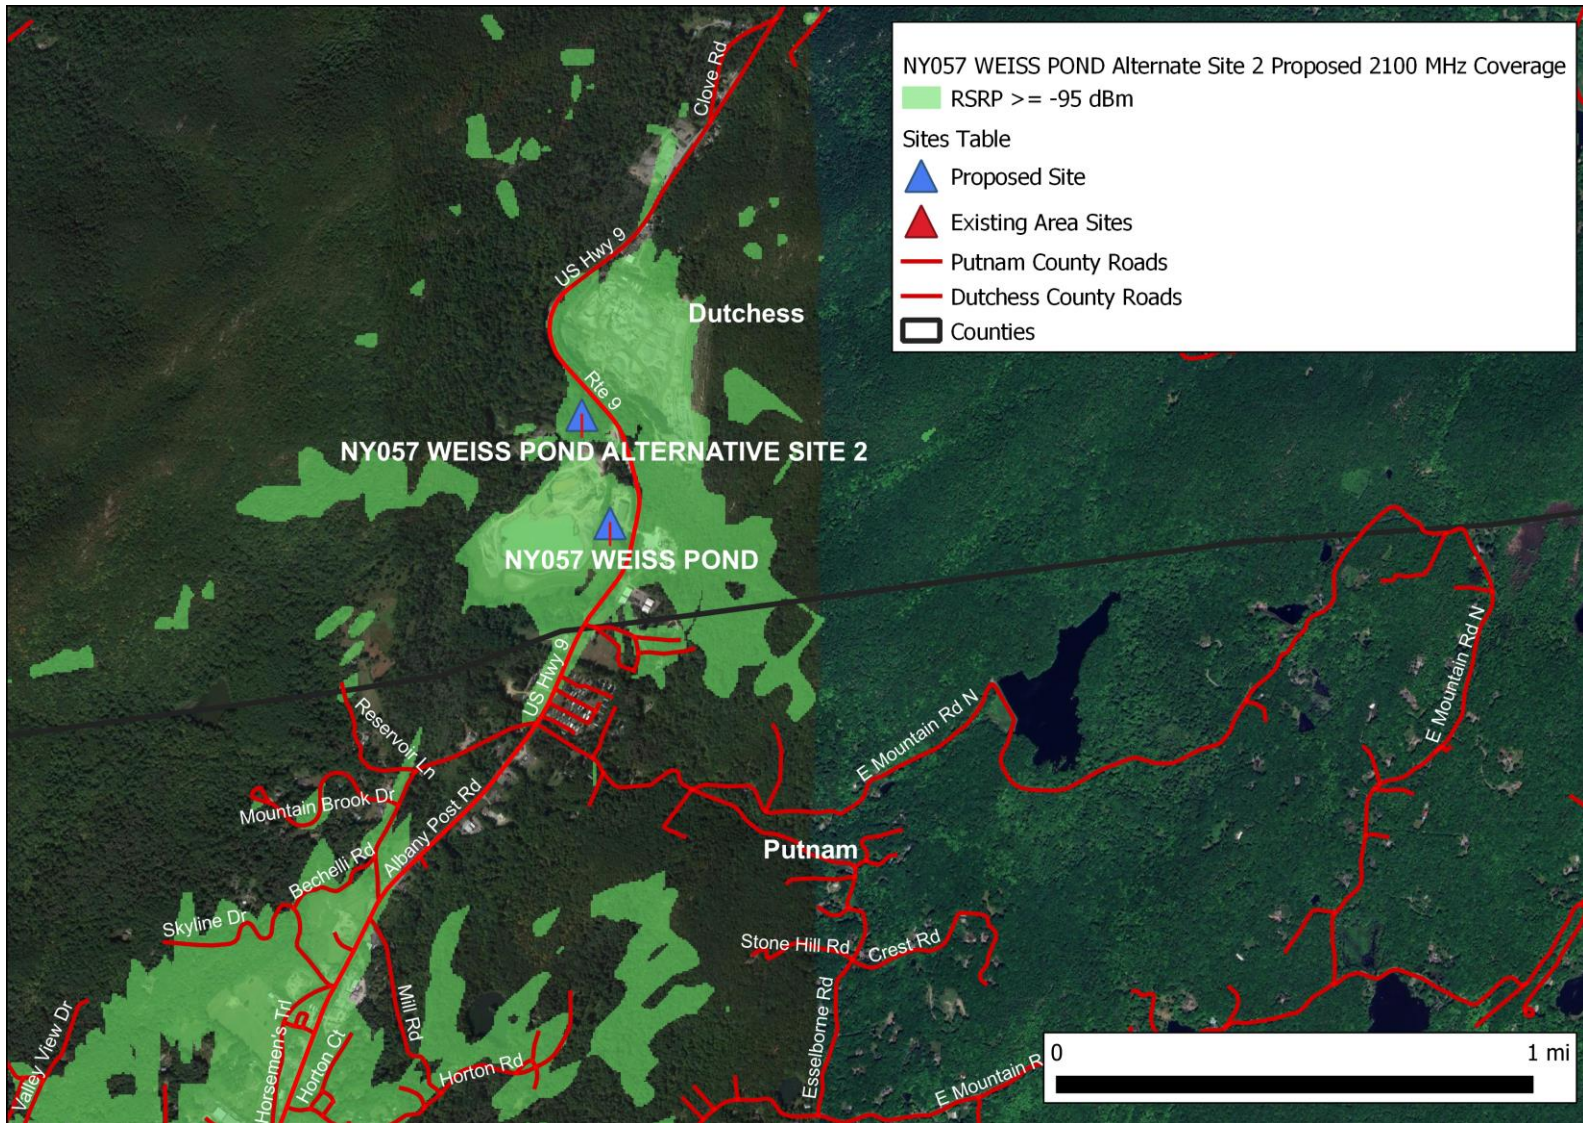 NY057 WEISS POND Alternate Site 2 Proposed 2100 MHz Coverage
RSRP >= -95 dBm
Sites Table
Proposed Site
Existing Area Sites
Putnam County Roads
Dutchess County Roads
Counties
Clove Rd
US Hwy 9
Dutchess
Rte 9
NY057 WEISS POND ALTERNATIVE SITE 2
NY057 WEISS POND
US Hwy 9
Reservoir Ln
E Mountain Rd N
E Mountain Rd N
Mountain Brook Dr
Albany Post Rd
Putnam
Bechelli Rd
Skyline Dr
Stone Hill Rd
Crest Rd
Mill Rd
Valley View Dr
Horsemen's Trl
Horton Ct
Horton Rd
Esselborne Rd
E Mountain R
0 1 mi